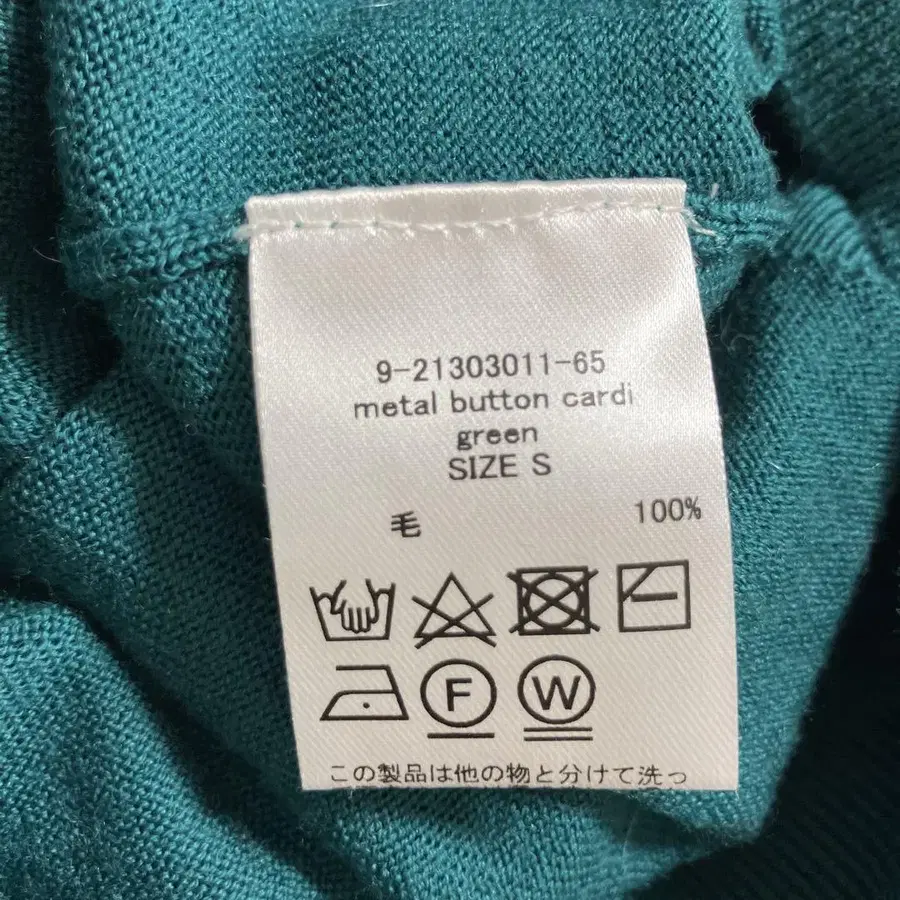 9-21303011-65
metal button cardi
green
SIZE S
毛 100%
F W
この製品は他の物と分けて洗っ